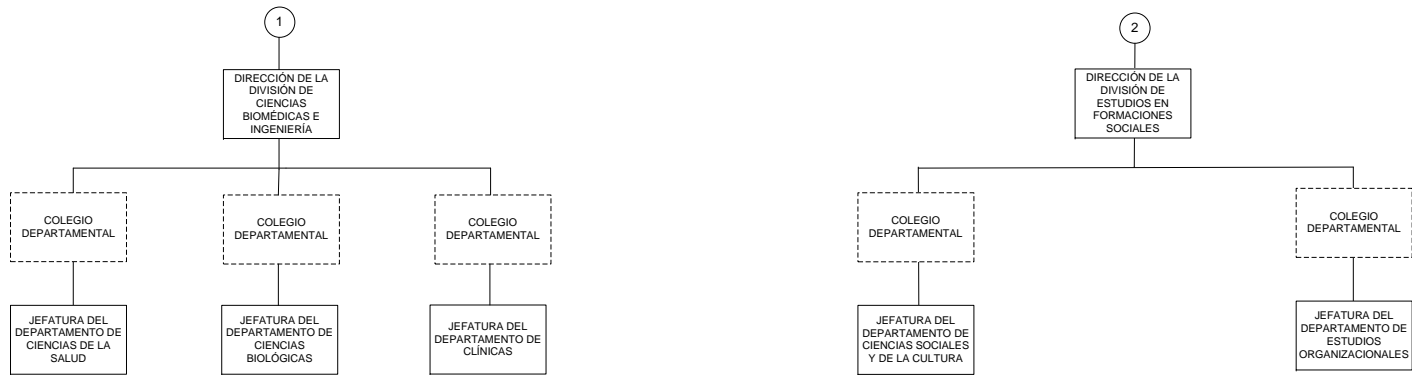 1
DIRECCIÓN DE LA
DIVISIÓN DE
CIENCIAS
BIOMÉDICAS E
INGENIERÍA
COLEGIO
DEPARTAMENTAL
COLEGIO
DEPARTAMENTAL
COLEGIO
DEPARTAMENTAL
JEFATURA DEL
DEPARTAMENTO DE
CIENCIAS DE LA
SALUD
JEFATURA DEL
DEPARTAMENTO DE
CIENCIAS
BIOLÓGICAS
JEFATURA DEL
DEPARTAMENTO DE
CLÍNICAS
2
DIRECCIÓN DE LA
DIVISIÓN DE
ESTUDIOS EN
FORMACIONES
SOCIALES
COLEGIO
DEPARTAMENTAL
COLEGIO
DEPARTAMENTAL
JEFATURA DEL
DEPARTAMENTO DE
CIENCIAS SOCIALES
Y DE LA CULTURA
JEFATURA DEL
DEPARTAMENTO DE
ESTUDIOS
ORGANIZACIONALES